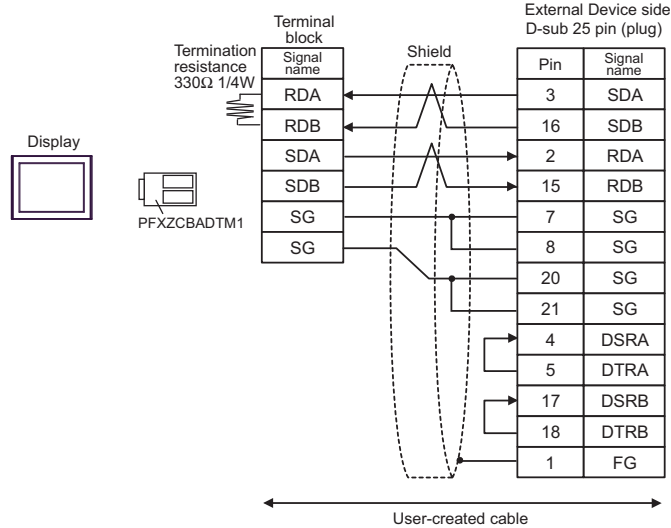 External Device side
D-sub 25 pin (plug)
Terminal
block
Termination
resistance
330Ω 1/4W
Shield
Signal
name
Pin
Signal
name
RDA
3
SDA
RDB
16
SDB
SDA
2
RDA
SDB
15
RDB
SG
7
SG
SG
8
SG
20
SG
21
SG
4
DSRA
5
DTRA
17
DSRB
18
DTRB
1
FG
Display
PFXZCBADTM1
User-created cable